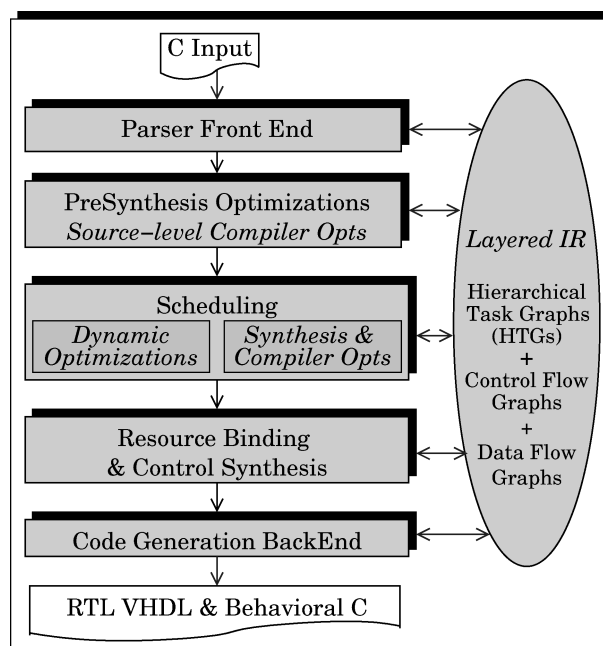 C Input
Parser Front End
PreSynthesis Optimizations
Source-level Compiler Opts
Scheduling
Dynamic
Optimizations
Synthesis &
Compiler Opts
Resource Binding
& Control Synthesis
Code Generation BackEnd
RTL VHDL & Behavioral C
Layered IR
Hierarchical
Task Graphs
(HTGs)
+
Control Flow
Graphs
+
Data Flow
Graphs